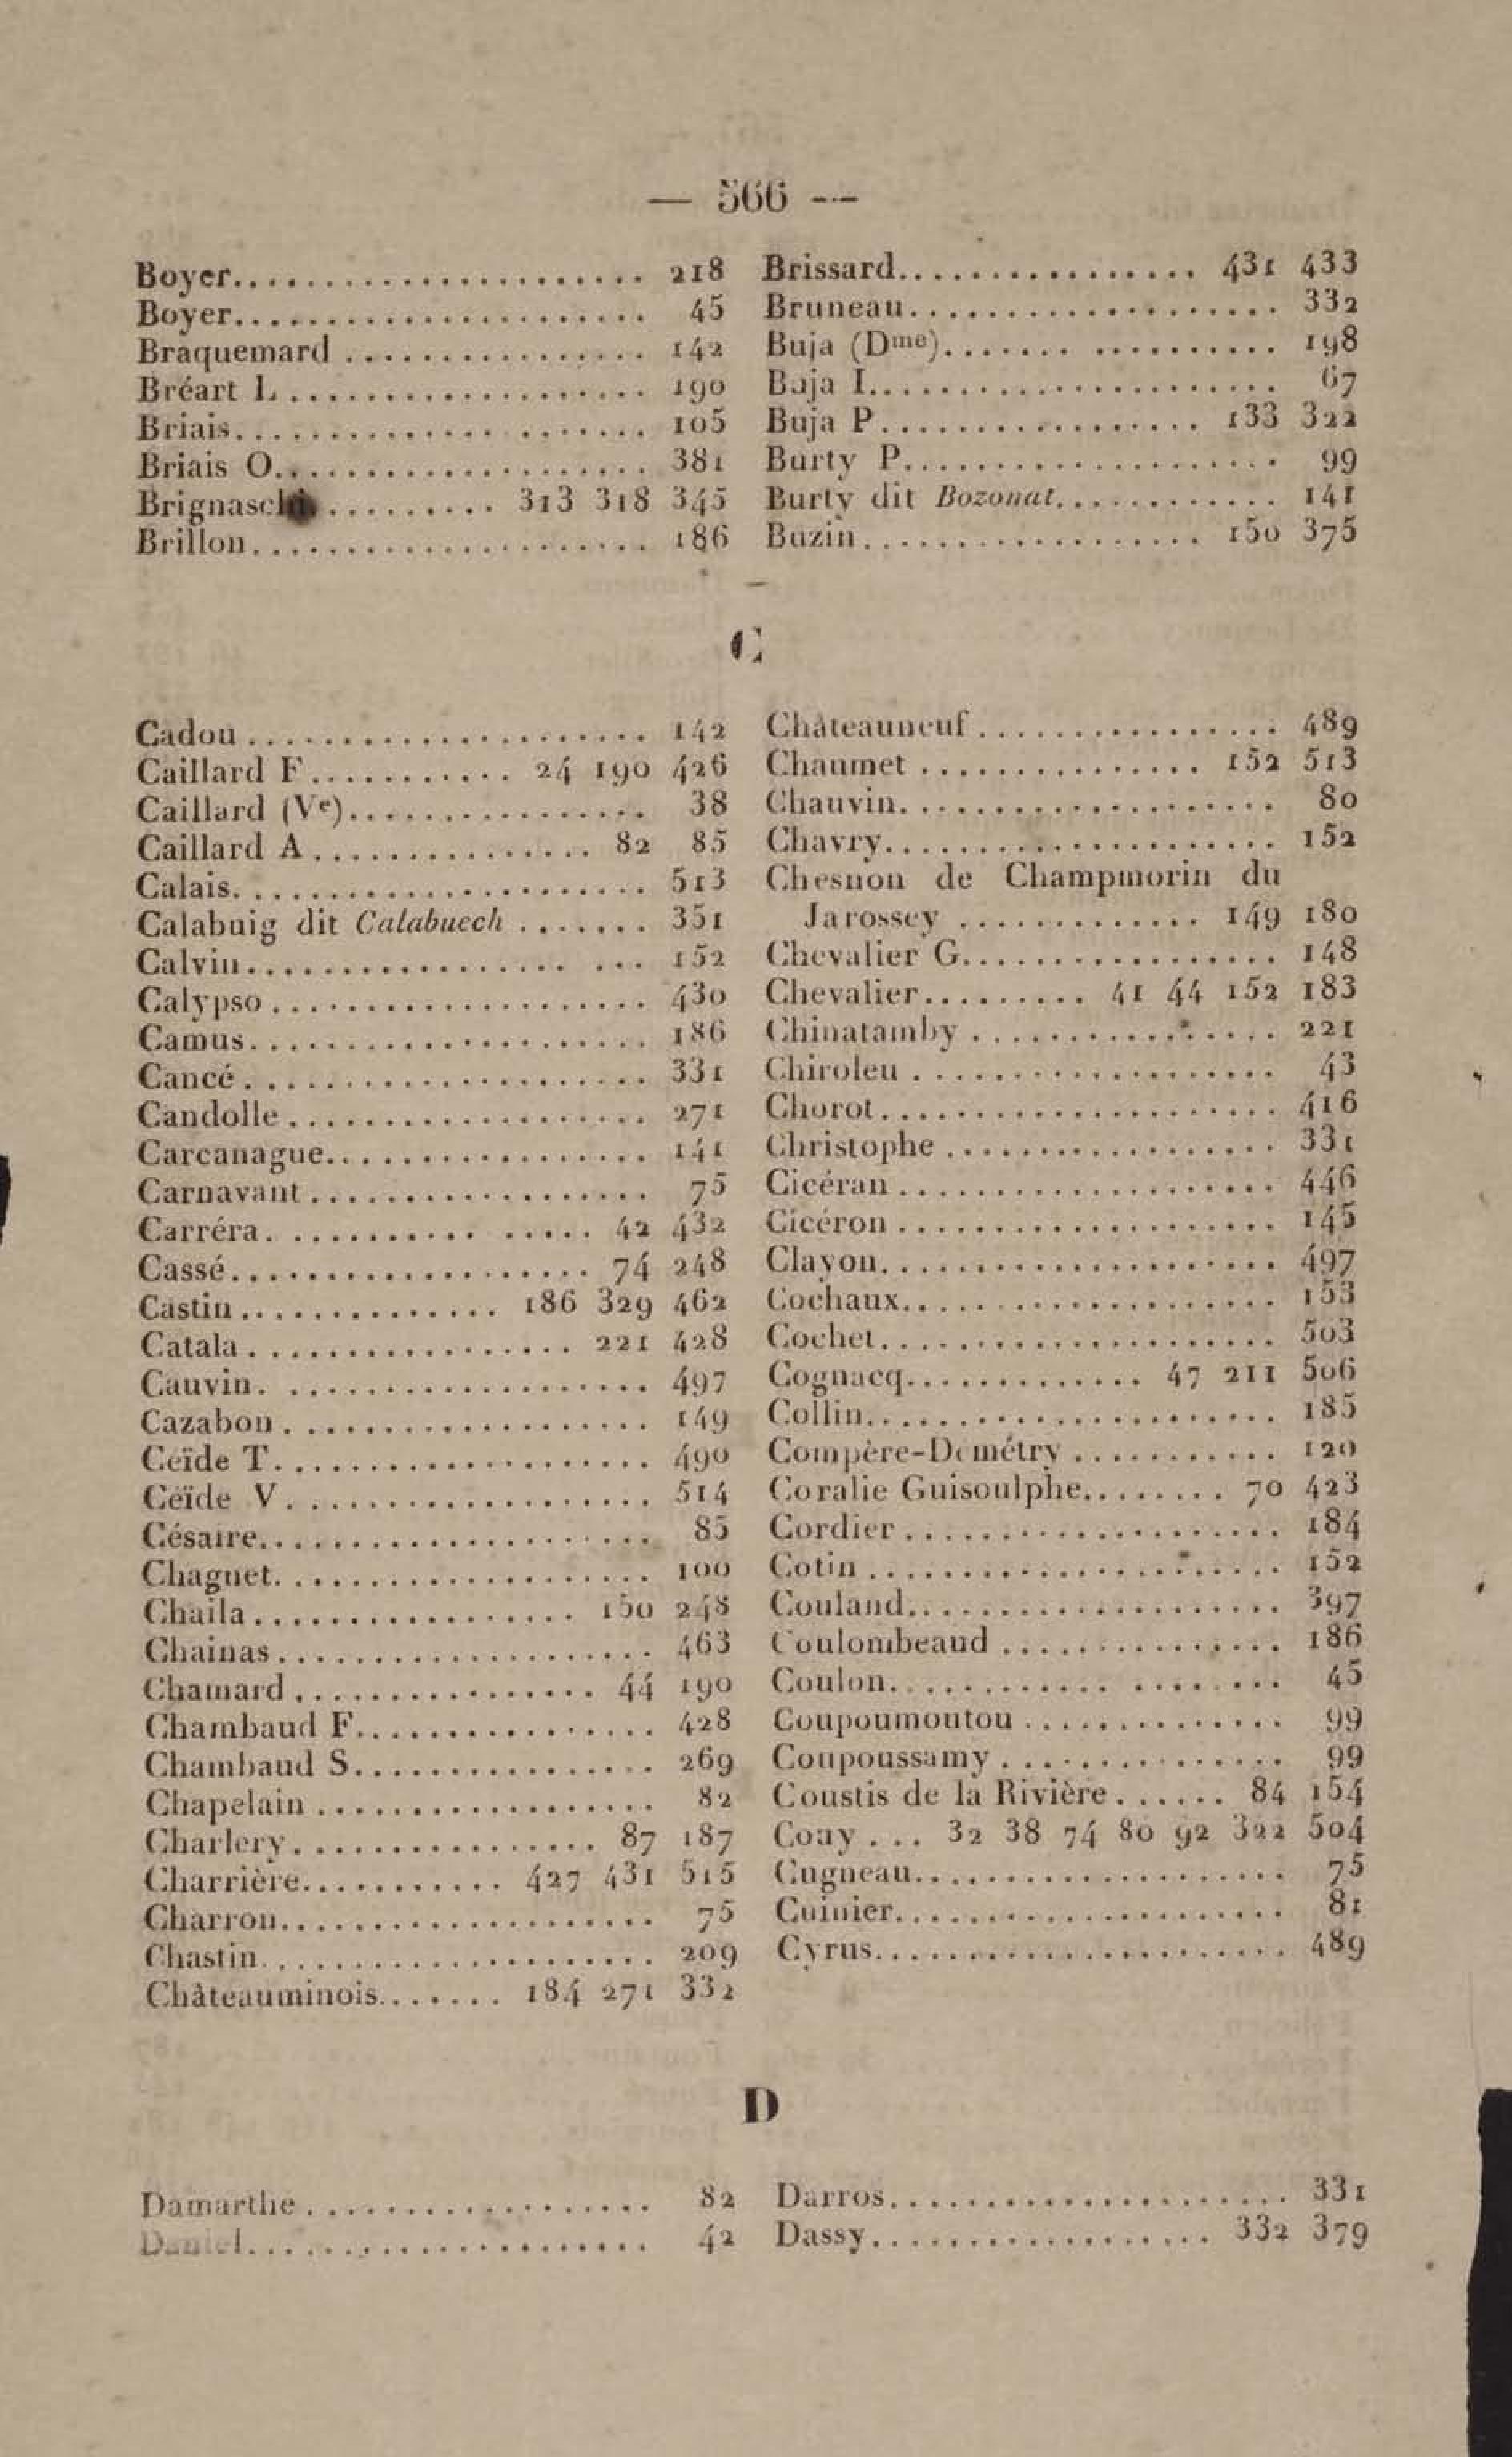 — 566 —
Boyer...................... 218
Boyer...................... 45
Braquemard ................ 142
Bréart L ................... 190
Briais...................... 105
Briais O.................... 381
Brignaschi .......... 313 318 345
Brillon..................... 186
Brissard................ 431 433
Bruneau.................... 332
Buja (Dme)....... .......... 198
Buja I...................... 67
Buja P................. 133 322
Burty P.................... 99
Burty dit Bozonat............ 141
Buzin.................. 150 375
C
Cadou ...................... 142
Caillard F........... 24 190 426
Caillard (Ve)................ 38
Caillard A ............... 82 85
Calais...................... 513
Calabuig dit Calabuech ....... 351
Calvin................. ... 152
Calypso .................... 430
Camus...................... 186
Cancé ...................... 331
Candolle ................... 271
Carcanague.................. 141
Carnavant .................. 75
Carréra. .......... ..... 42 432
Cassé................... 74 248
Castin .............. 186 329 462
Catala ................. 221 428
Cauvin. .................... 497
Cazabon .................... 149
Céïde T..................... 490
Céïde V..................... 514
Césaire..................... 85
Chaguet..................... 100
Chaila ................. 150 248
Chainas .................... 463
Chamard ................ 44 190
Chambaud F................. 428
Chambaud S................. 269
Chapelain .................. 82
Charlery................. 87 187
Charrière........... 427 431 515
Charron.................... 75
Chastin..................... 209
Châteauminois....... 184 271 332
Châteauneuf ................ 489
Chaumet ............... 152 513
Chauvin.................... 80
Chavry..................... 152
Chesnon de Champmorin du
Jarossey ............. 149 180
Chevalier G................. 148
Chevalier......... 41 44 152 183
Chinatamby ................ 221
Chiroleu ................... 43
Chorot..................... 416
Christophe ................. 331
Cicéran .................... 446
Cicéron .................... 145
Clayon..................... 497
Cochaux.................... 153
Cochet..................... 503
Cognacq............. 47 211 506
Collin...................... 185
Compère-Demétry ........... 120
Coralie Guisoulphe........ 70 423
Cordier .................... 184
Cotin ...................... 152
Couland.................... 397
Coulombeaud ............... 186
Coulon............ ........ 45
Coupoumoutou .............. 99
Coupoussamy ............... 99
Coustis de la Rivière ...... 84 154
Couy ... 32 38 74 80 92 322 504
Cugneau.................... 75
Cuinier..................... 81
Cyrus...................... 489
D
Damarthe ................... 82
Daniel...................... 42
Darros..................... 331
Dassy.................. 332 379